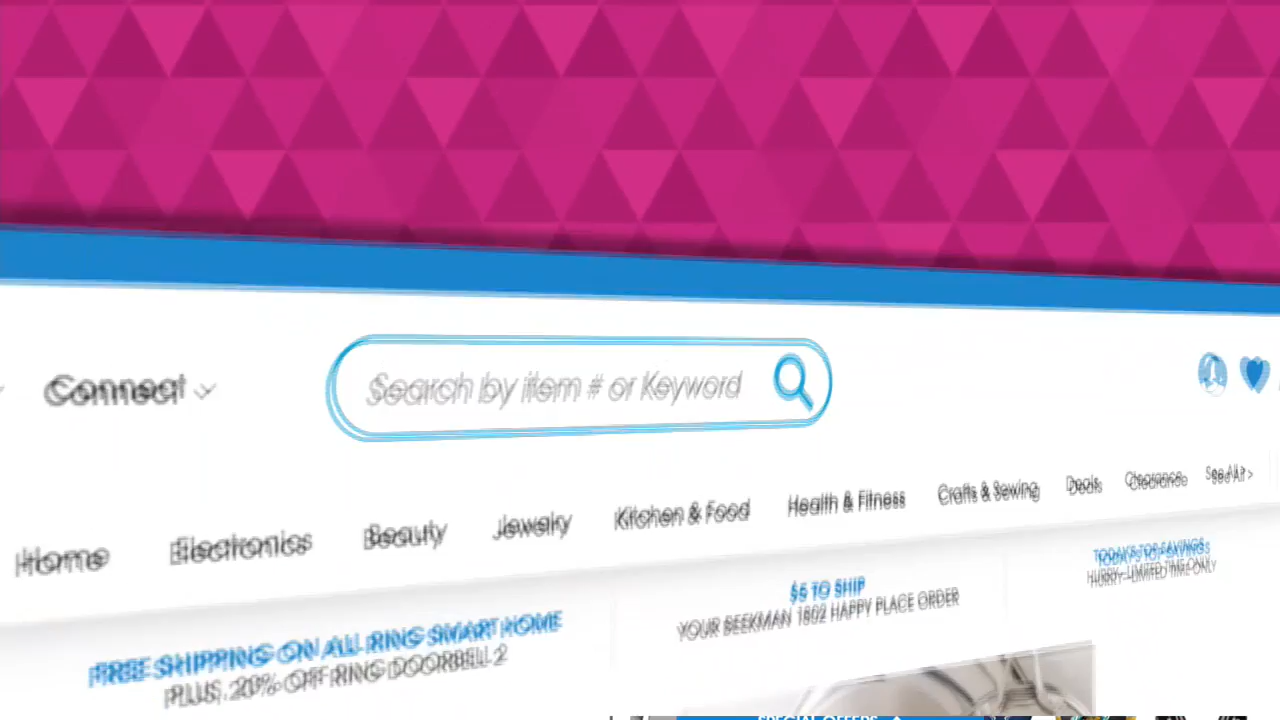 Connect
Search by item # or Keyword
Home Electronics Beauty Jewelry Kitchen & Food Health & Fitness Crafts & Sewing Deals Clearance See All >
FREE SHIPPING ON ALL RING SMART HOME
PLUS, 20% OFF RING DOORBELL 2
$5 TO SHIP
YOUR BEEKMAN 1802 HAPPY PLACE ORDER
TODAY'S TOP SAVINGS
HURRY—LIMITED TIME ONLY
SPECIAL OFFERS